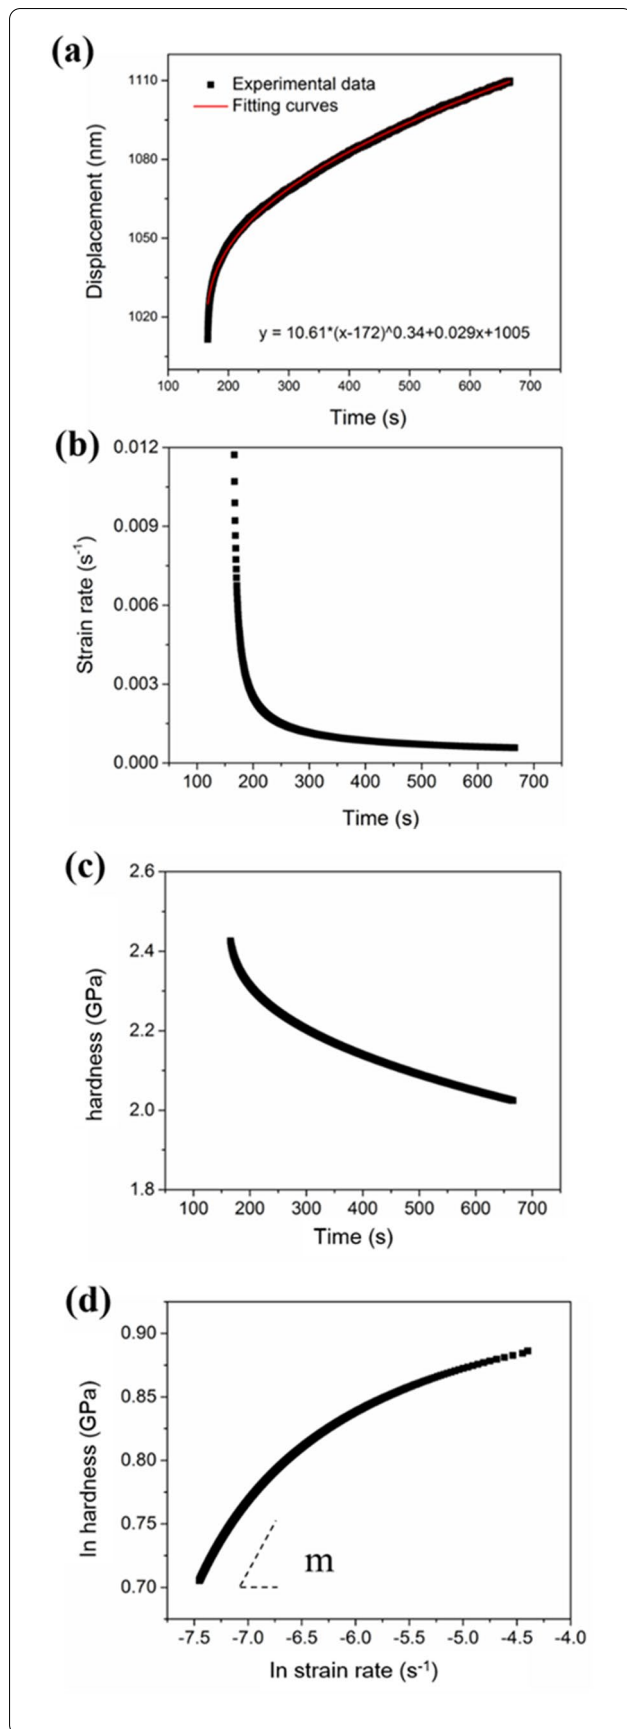 (a)
1110
1080
1050
1020
Displacement (nm)
Experimental data
Fitting curves
y = 10.61*(x-172)^0.34+0.029x+1005
100 200 300 400 500 600 700
Time (s)
(b)
0.012
0.009
0.006
0.003
0.000
Strain rate (s⁻¹)
100 200 300 400 500 600 700
Time (s)
(c)
2.6
2.4
2.2
2.0
1.8
hardness (GPa)
100 200 300 400 500 600 700
Time (s)
(d)
0.90
0.85
0.80
0.75
0.70
ln hardness (GPa)
m
-7.5 -7.0 -6.5 -6.0 -5.5 -5.0 -4.5 -4.0
ln strain rate (s⁻¹)